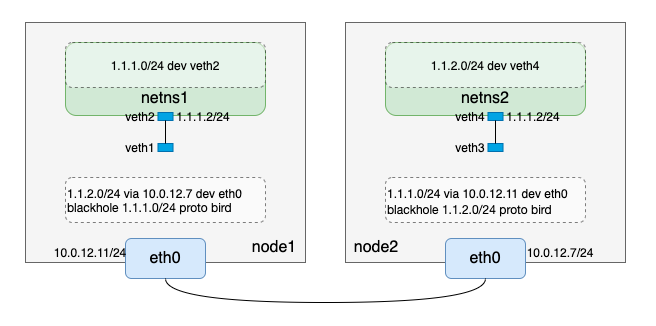 1.1.1.0/24 dev veth2
netns1
veth2
1.1.1.2/24
veth1
1.1.2.0/24 via 10.0.12.7 dev eth0
blackhole 1.1.1.0/24 proto bird
node1
10.0.12.11/24
eth0
1.1.2.0/24 dev veth4
netns2
veth4
1.1.2/24
veth3
1.1.1.0/24 via 10.0.12.11 dev eth0
blackhole 1.1.2.0/24 proto bird
node2
eth0
10.0.12.7/24